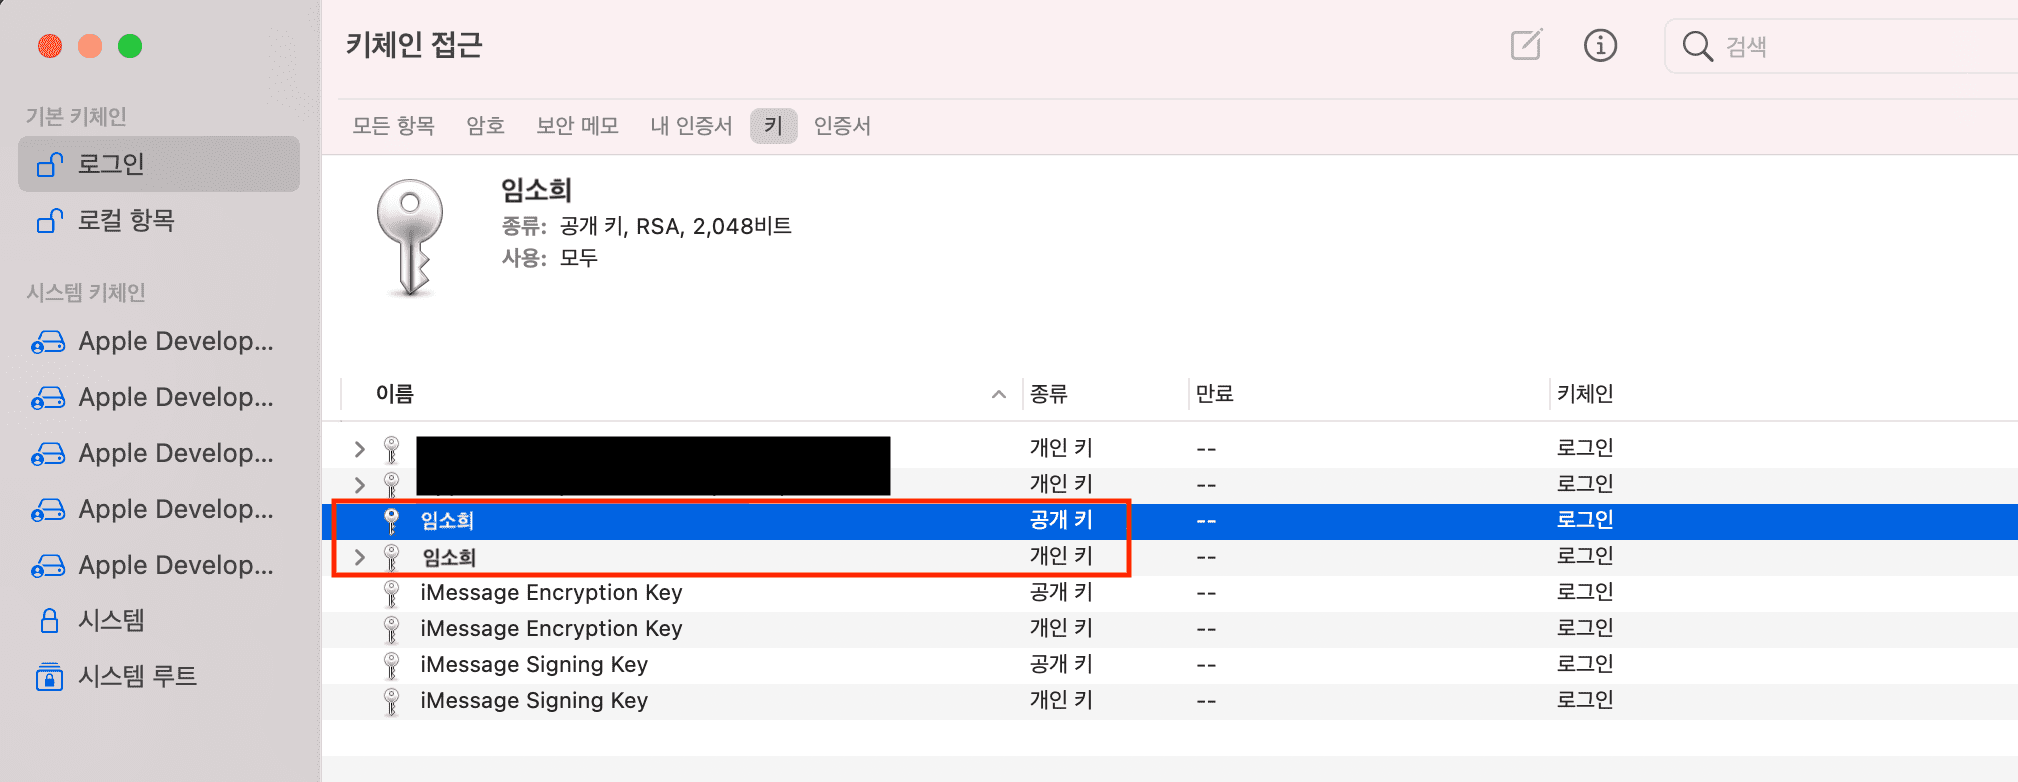 키체인 접근
검색
기본 키체인
로그인
로컬 항목
시스템 키체인
Apple Develop...
Apple Develop...
Apple Develop...
Apple Develop...
Apple Develop...
시스템
시스템 루트
모든 항목 암호 보안 메모 내 인증서 키 인증서
임소희
종류: 공개 키, RSA, 2,048비트
사용: 모두
이름 종류 만료 키체인
개인 키 -- 로그인
개인 키 -- 로그인
임소희 공개 키 -- 로그인
임소희 개인 키 -- 로그인
iMessage Encryption Key 공개 키 -- 로그인
iMessage Encryption Key 개인 키 -- 로그인
iMessage Signing Key 공개 키 -- 로그인
iMessage Signing Key 개인 키 -- 로그인